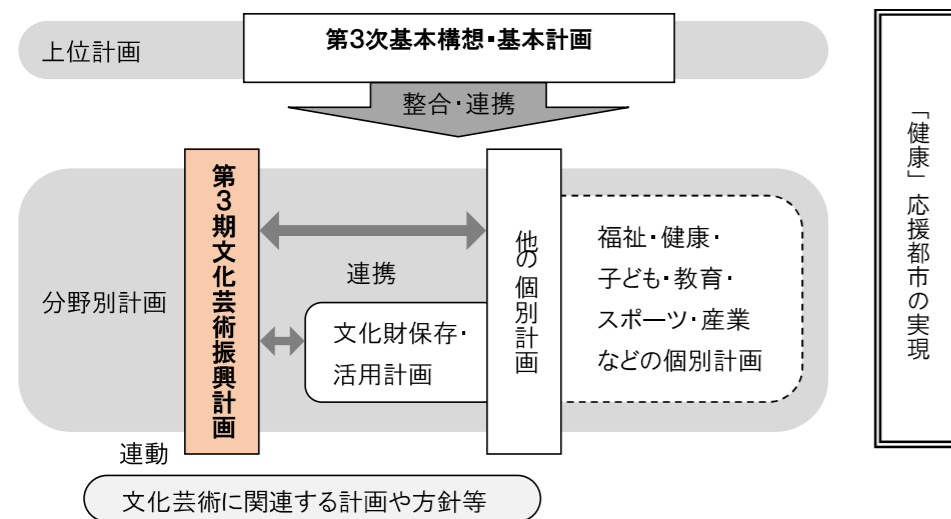 上位計画
第3次基本構想・基本計画
整合・連携
分野別計画
第3期文化芸術振興計画
連携
文化財保存・
活用計画
他の個別計画
福祉・健康・
子ども・教育・
スポーツ・産業
などの個別計画
連動
文化芸術に関連する計画や方針等
「健康」応援都市の実現